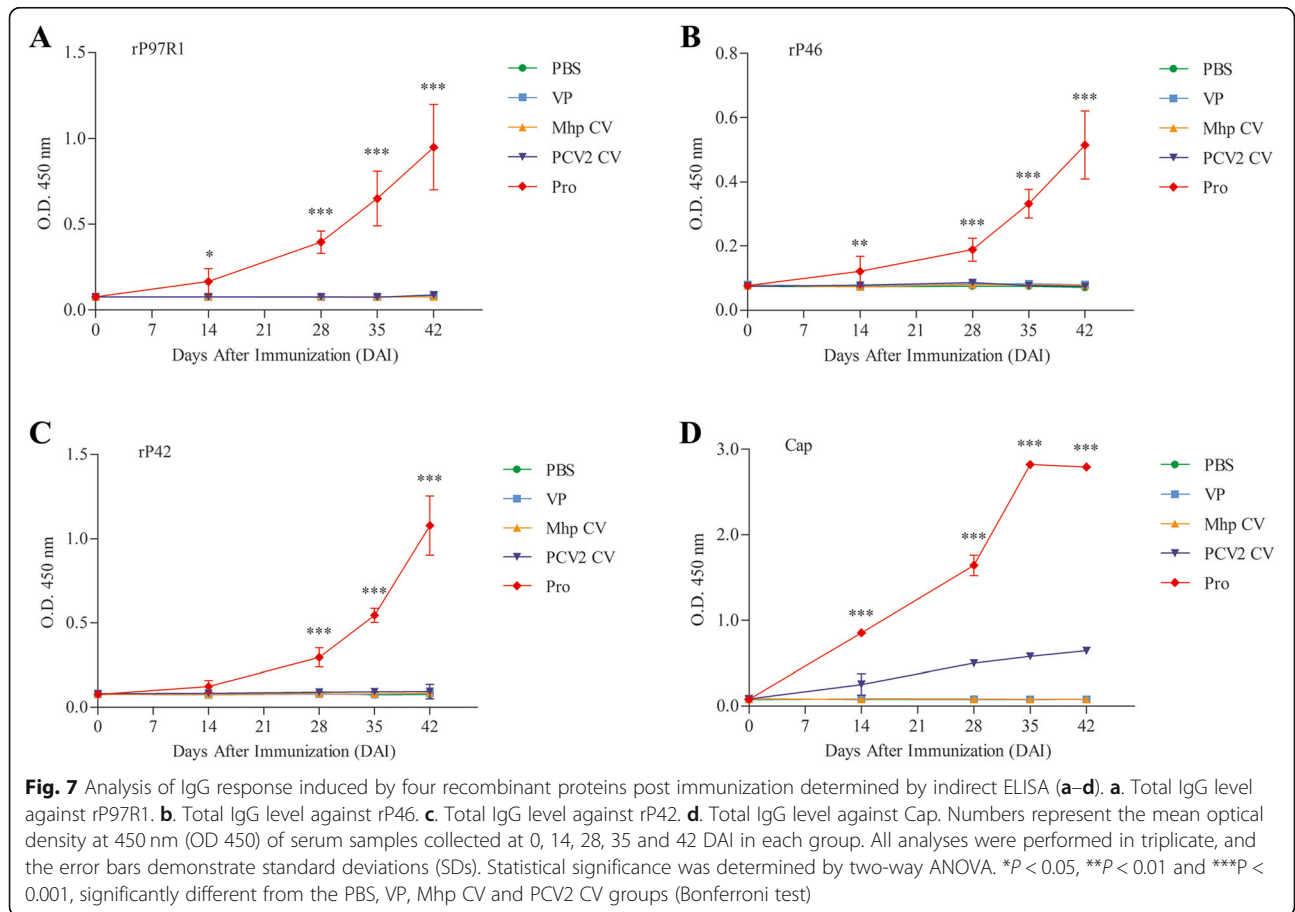 A
rP97R1
1.5
1.0
0.5
0.0
O.D. 450 nm
*
***
***
***
0 7 14 21 28 35 42
Days After Immunization (DAI)
PBS
VP
Mhp CV
PCV2 CV
Pro
B
rP46
0.8
0.6
0.4
0.2
0.0
O.D. 450 nm
**
***
***
***
0 7 14 21 28 35 42
Days After Immunization (DAI)
PBS
VP
Mhp CV
PCV2 CV
Pro
C
rP42
1.5
1.0
0.5
0.0
O.D. 450 nm
***
***
***
0 7 14 21 28 35 42
Days After Immunization (DAI)
PBS
VP
Mhp CV
PCV2 CV
Pro
D
Cap
3.0
2.0
1.0
0.0
O.D. 450 nm
***
***
***
***
0 7 14 21 28 35 42
Days After Immunization (DAI)
PBS
VP
Mhp CV
PCV2 CV
Pro
Fig. 7 Analysis of IgG response induced by four recombinant proteins post immunization determined by indirect ELISA (a–d). a. Total IgG level
against rP97R1. b. Total IgG level against rP46. c. Total IgG level against rP42. d. Total IgG level against Cap. Numbers represent the mean optical
density at 450 nm (OD 450) of serum samples collected at 0, 14, 28, 35 and 42 DAI in each group. All analyses were performed in triplicate, and
the error bars demonstrate standard deviations (SDs). Statistical significance was determined by two-way ANOVA. *P < 0.05, **P < 0.01 and ***P <
0.001, significantly different from the PBS, VP, Mhp CV and PCV2 CV groups (Bonferroni test)